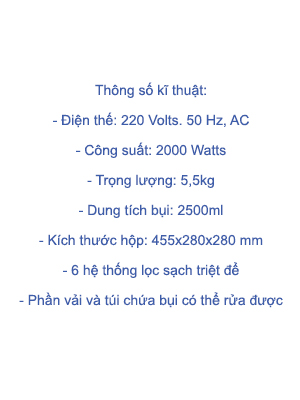 Thông số kĩ thuật:
- Điện thế: 220 Volts. 50 Hz, AC
- Công suất: 2000 Watts
- Trọng lượng: 5,5kg
- Dung tích bụi: 2500ml
- Kích thước hộp: 455x280x280 mm
- 6 hệ thống lọc sạch triệt để
- Phần vải và túi chứa bụi có thể rửa được